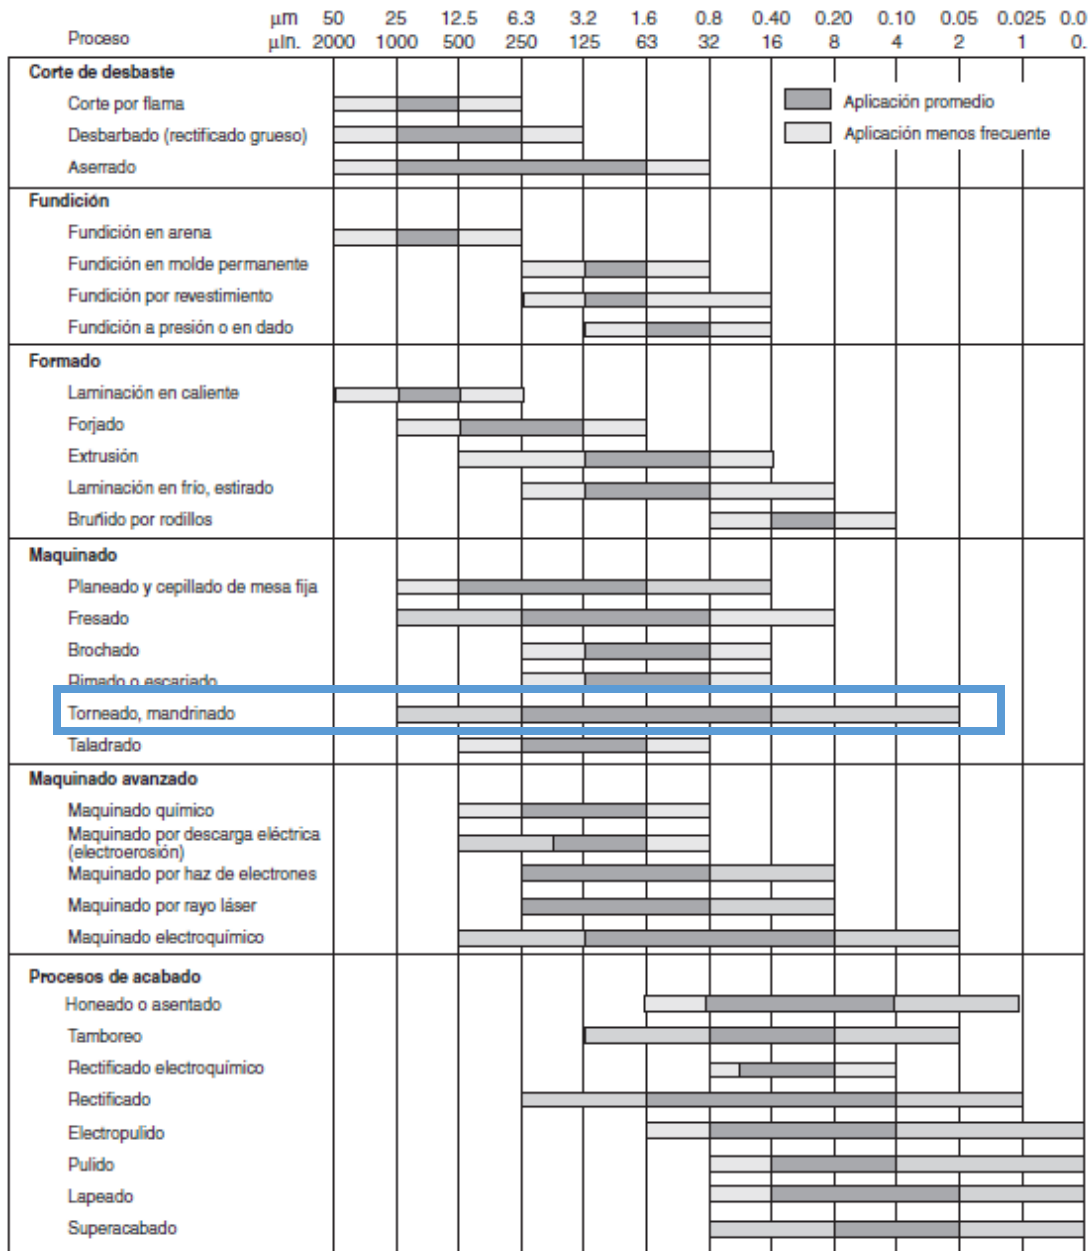 μm 50 25 12.5 6.3 3.2 1.6 0.8 0.40 0.20 0.10 0.05 0.025 0.0
Proceso μin. 2000 1000 500 250 125 63 32 16 8 4 2 1 0.
Corte de desbaste
Corte por flama
Aplicación promedio
Desbarbado (rectificado grueso)
Aplicación menos frecuente
Aserrado
Fundición
Fundición en arena
Fundición en molde permanente
Fundición por revestimiento
Fundición a presión o en dado
Formado
Laminación en caliente
Forjado
Extrusión
Laminación en frío, estirado
Bruñido por rodillos
Maquinado
Planeado y cepillado de mesa fija
Fresado
Brochado
Rimado o escariado
Torneado, mandrinado
Taladrado
Maquinado avanzado
Maquinado químico
Maquinado por descarga eléctrica
(electroerosión)
Maquinado por haz de electrones
Maquinado por rayo láser
Maquinado electroquímico
Procesos de acabado
Honeado o asentado
Tamboreo
Rectificado electroquímico
Rectificado
Electropulido
Pulido
Lapeado
Superacabado